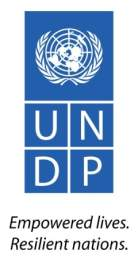 U N
D P
Empowered lives.
Resilient nations.